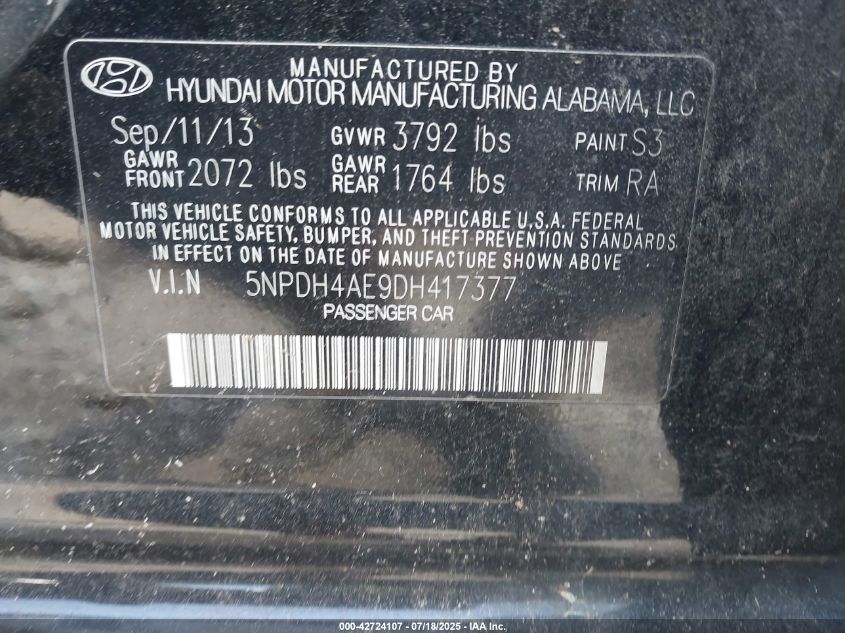 MANUFACTURED BY
HYUNDAI MOTOR MANUFACTURING ALABAMA, LLC
Sep/11/13 GVWR 3792 lbs PAINT S3
GAWR FRONT 2072 lbs GAWR REAR 1764 lbs TRIM RA
THIS VEHICLE CONFORMS TO ALL APPLICABLE U.S.A. FEDERAL
MOTOR VEHICLE SAFETY, BUMPER, AND THEFT PREVENTION STANDARDS
IN EFFECT ON THE DATE OF MANUFACTURE SHOWN ABOVE
V.I.N 5NPDH4AE9DH417377
PASSENGER CAR
000-42724107 - 07/18/2025 - IAA Inc.